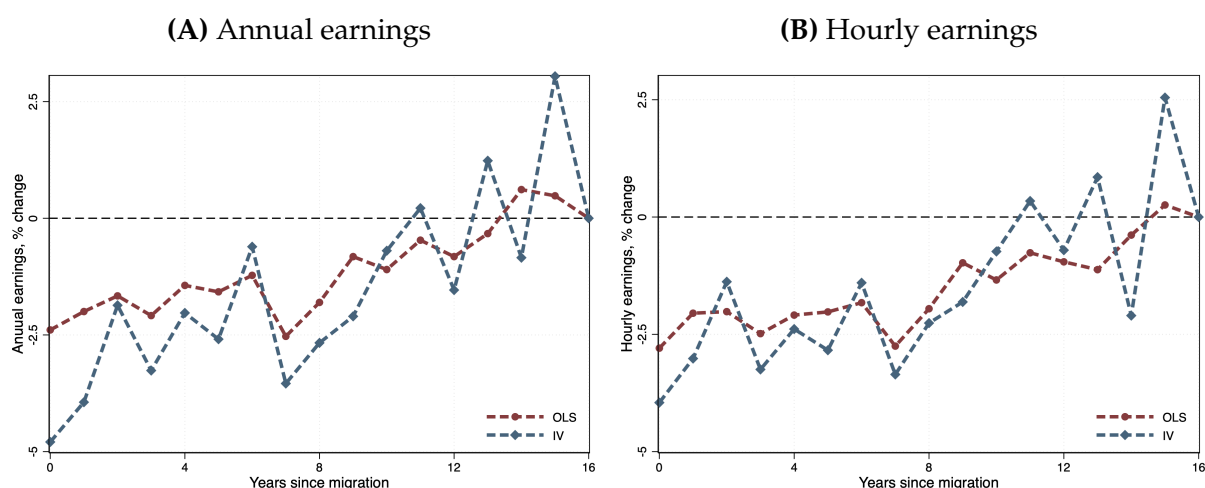 (A) Annual earnings
Anuual earnings, % change
2.5
0
-2.5
-5
OLS
IV
0 4 8 12 16
Years since migration
(B) Hourly earnings
Hourly earnings, % change
2.5
0
-2.5
-5
OLS
IV
0 4 8 12 16
Years since migration